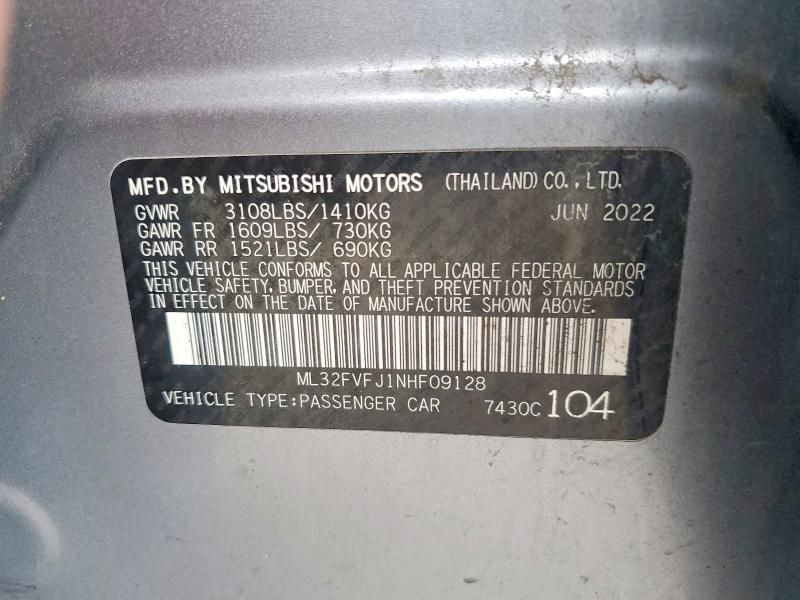 MFD.BY MITSUBISHI MOTORS (THAILAND)CO.,LTD.
GVWR 3108LBS/1410KG JUN 2022
GAWR FR 1609LBS/ 730KG
GAWR RR 1521LBS/ 690KG
THIS VEHICLE CONFORMS TO ALL APPLICABLE FEDERAL MOTOR
VEHICLE SAFETY, BUMPER, AND THEFT PREVENTION STANDARDS
IN EFFECT ON THE DATE OF MANUFACTURE SHOWN ABOVE.
ML32FVFJ1NHF09128
VEHICLE TYPE:PASSENGER CAR 7430C 104